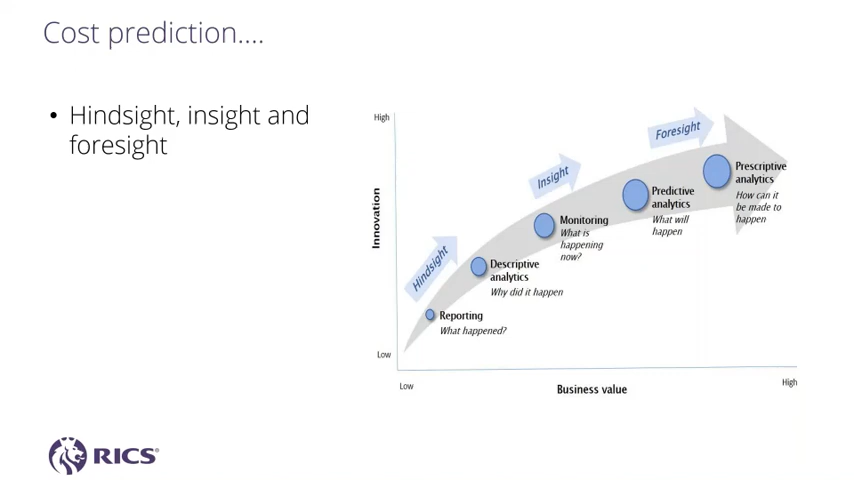 Cost prediction....
• Hindsight, insight and
foresight
High
Innovation
Low
Low
Business value
High
Hindsight
Insight
Foresight
Reporting
What happened?
Descriptive
analytics
Why did it happen
Monitoring
What is
happening
now?
Predictive
analytics
What will
happen
Prescriptive
analytics
How can it
be made to
happen
RICS